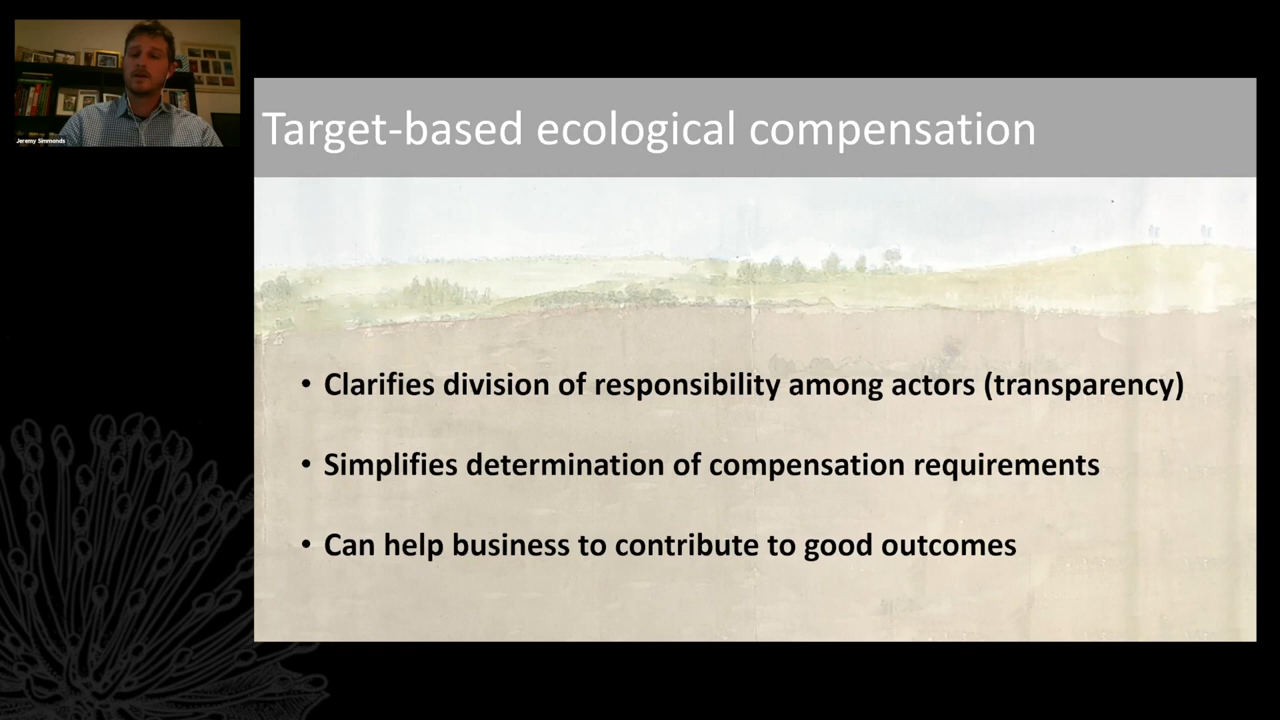 Jeremy Simmonds
Target-based ecological compensation
• Clarifies division of responsibility among actors (transparency)
• Simplifies determination of compensation requirements
• Can help business to contribute to good outcomes